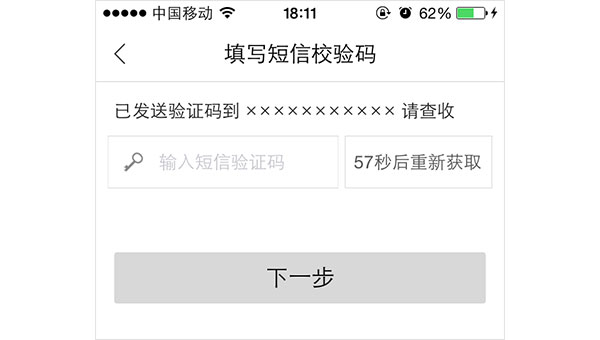 中国移动 18:11 62%
填写短信校验码
已发送验证码到 ××××××××××× 请查收
输入短信验证码 57秒后重新获取
下一步